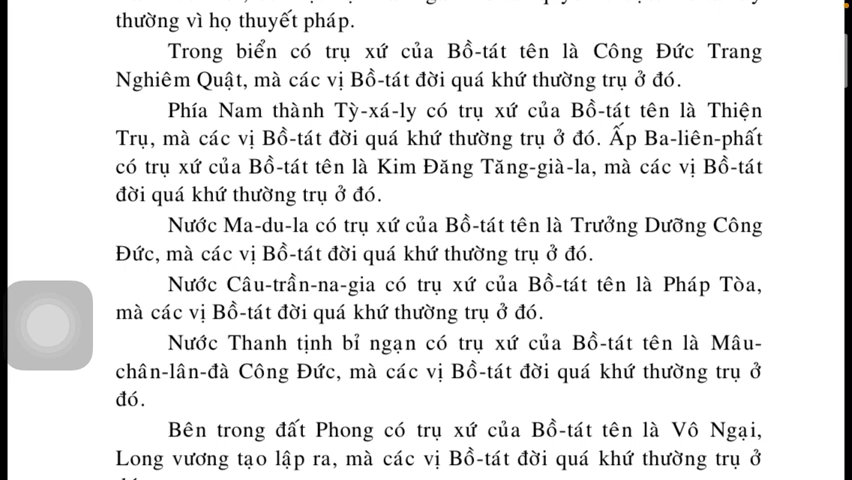 thường vì họ thuyết pháp.
Trong biển có trụ xứ của Bồ-tát tên là Công Đức Trang
Nghiêm Quật, mà các vị Bồ-tát đời quá khứ thường trụ ở đó.
Phía Nam thành Tỳ-xá-ly có trụ xứ của Bồ-tát tên là Thiện
Trụ, mà các vị Bồ-tát đời quá khứ thường trụ ở đó. Ấp Ba-liên-phất
có trụ xứ của Bồ-tát tên là Kim Đăng Tăng-già-la, mà các vị Bồ-tát
đời quá khứ thường trụ ở đó.
Nước Ma-du-la có trụ xứ của Bồ-tát tên là Trưởng Dưỡng Công
Đức, mà các vị Bồ-tát đời quá khứ thường trụ ở đó.
Nước Câu-trần-na-gia có trụ xứ của Bồ-tát tên là Pháp Tòa,
mà các vị Bồ-tát đời quá khứ thường trụ ở đó.
Nước Thanh tịnh bỉ ngạn có trụ xứ của Bồ-tát tên là Mâu-
chân-lân-đà Công Đức, mà các vị Bồ-tát đời quá khứ thường trụ ở
đó.
Bên trong đất Phong có trụ xứ của Bồ-tát tên là Vô Ngại,
Long vương tạo lập ra, mà các vị Bồ-tát đời quá khứ thường trụ ở